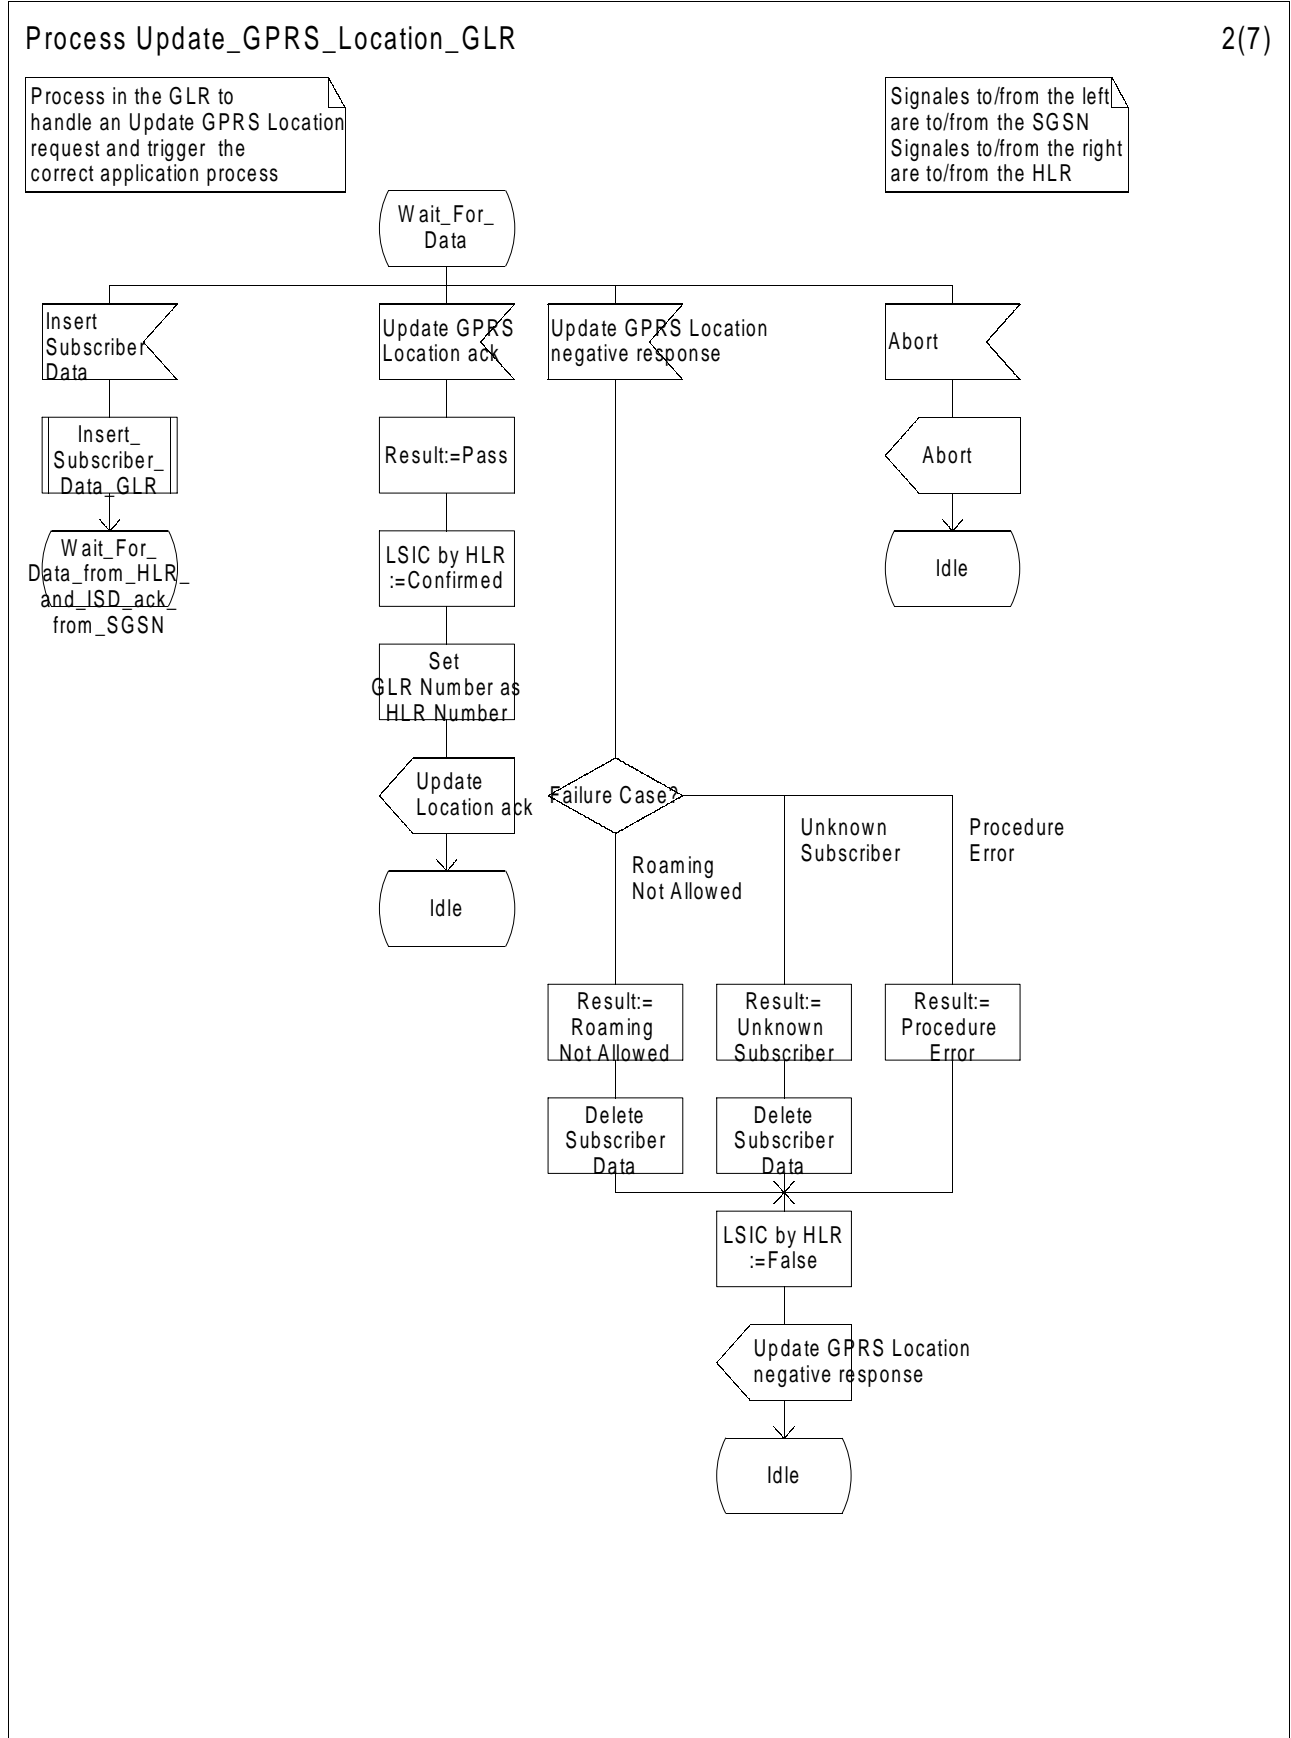 Process Update_GPRS_Location_GLR
2(7)
Process in the GLR to
handle an Update GPRS Location
request and trigger the
correct application process
Signales to/from the left
are to/from the SGSN
Signales to/from the right
are to/from the HLR
Wait_For_
Data
Insert
Subscriber
Data
Update GPRS
Location ack
Update GPRS Location
negative response
Abort
Insert_
Subscriber_
Data_GLR
Result:=Pass
Abort
Wait_For_
Data_from_HLR_
and_ISD_ack_
from_SGSN
LSIC by HLR
:=Confirmed
Idle
Set
GLR Number as
HLR Number
Update
Location ack
Failure Case?
Unknown
Subscriber
Procedure
Error
Roaming
Not Allowed
Idle
Result:=
Roaming
Not Allowed
Result:=
Unknown
Subscriber
Result:=
Procedure
Error
Delete
Subscriber
Data
Delete
Subscriber
Data
LSIC by HLR
:=False
Update GPRS Location
negative response
Idle